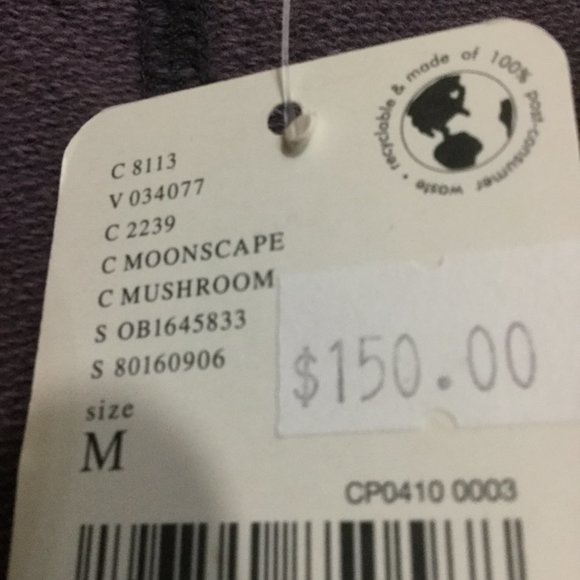 recyclable & made of 100% post-consumer waste •
C 8113
V 034077
C 2239
C MOONSCAPE
C MUSHROOM
S OB1645833
S 80160906
$150.00
size
M
CP0410 0003